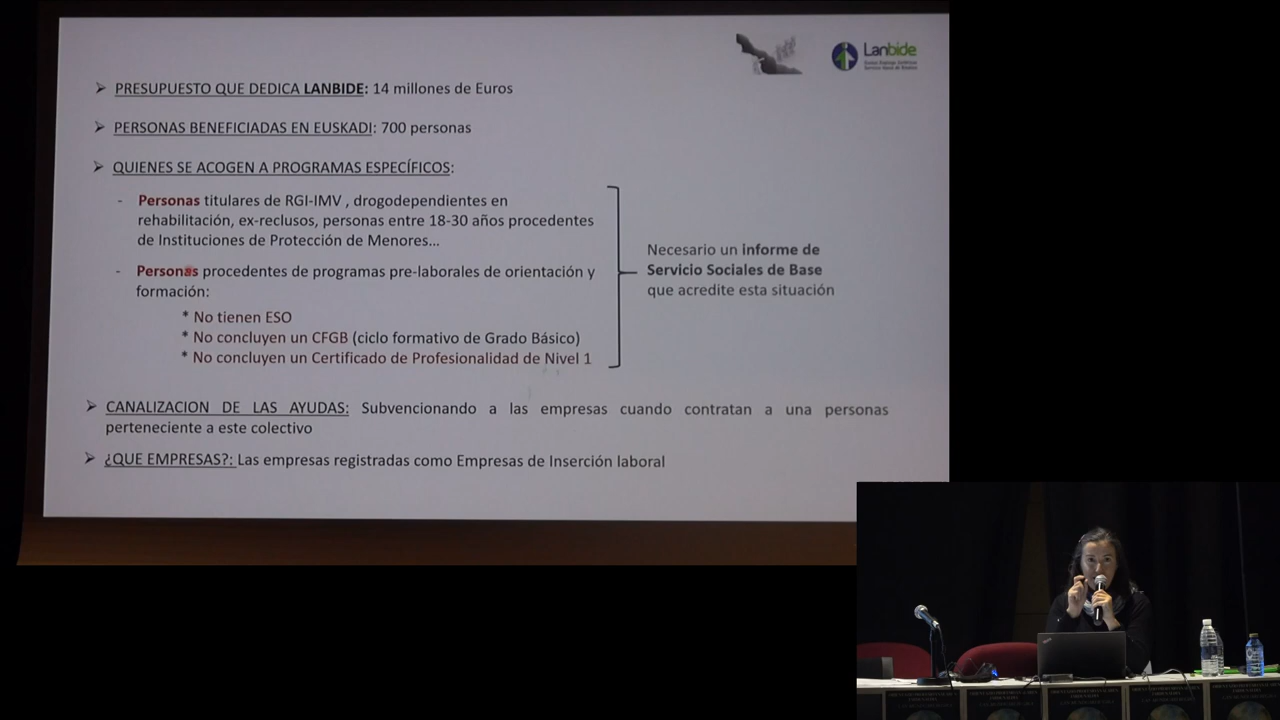 Lanbide
➢ PRESUPUESTO QUE DEDICA LANBIDE: 14 millones de Euros
➢ PERSONAS BENEFICIADAS EN EUSKADI: 700 personas
➢ QUIENES SE ACOGEN A PROGRAMAS ESPECÍFICOS:
- Personas titulares de RGI-IMV , drogodependientes en
rehabilitación, ex-reclusos, personas entre 18-30 años procedentes
de Instituciones de Protección de Menores...
- Personas procedentes de programas pre-laborales de orientación y
formación:
* No tienen ESO
* No concluyen un CFGB (ciclo formativo de Grado Básico)
* No concluyen un Certificado de Profesionalidad de Nivel 1
Necesario un informe de
Servicio Sociales de Base
que acredite esta situación
➢ CANALIZACION DE LAS AYUDAS: Subvencionando a las empresas cuando contratan a una personas
perteneciente a este colectivo
➢ ¿QUE EMPRESAS?: Las empresas registradas como Empresas de Inserción laboral